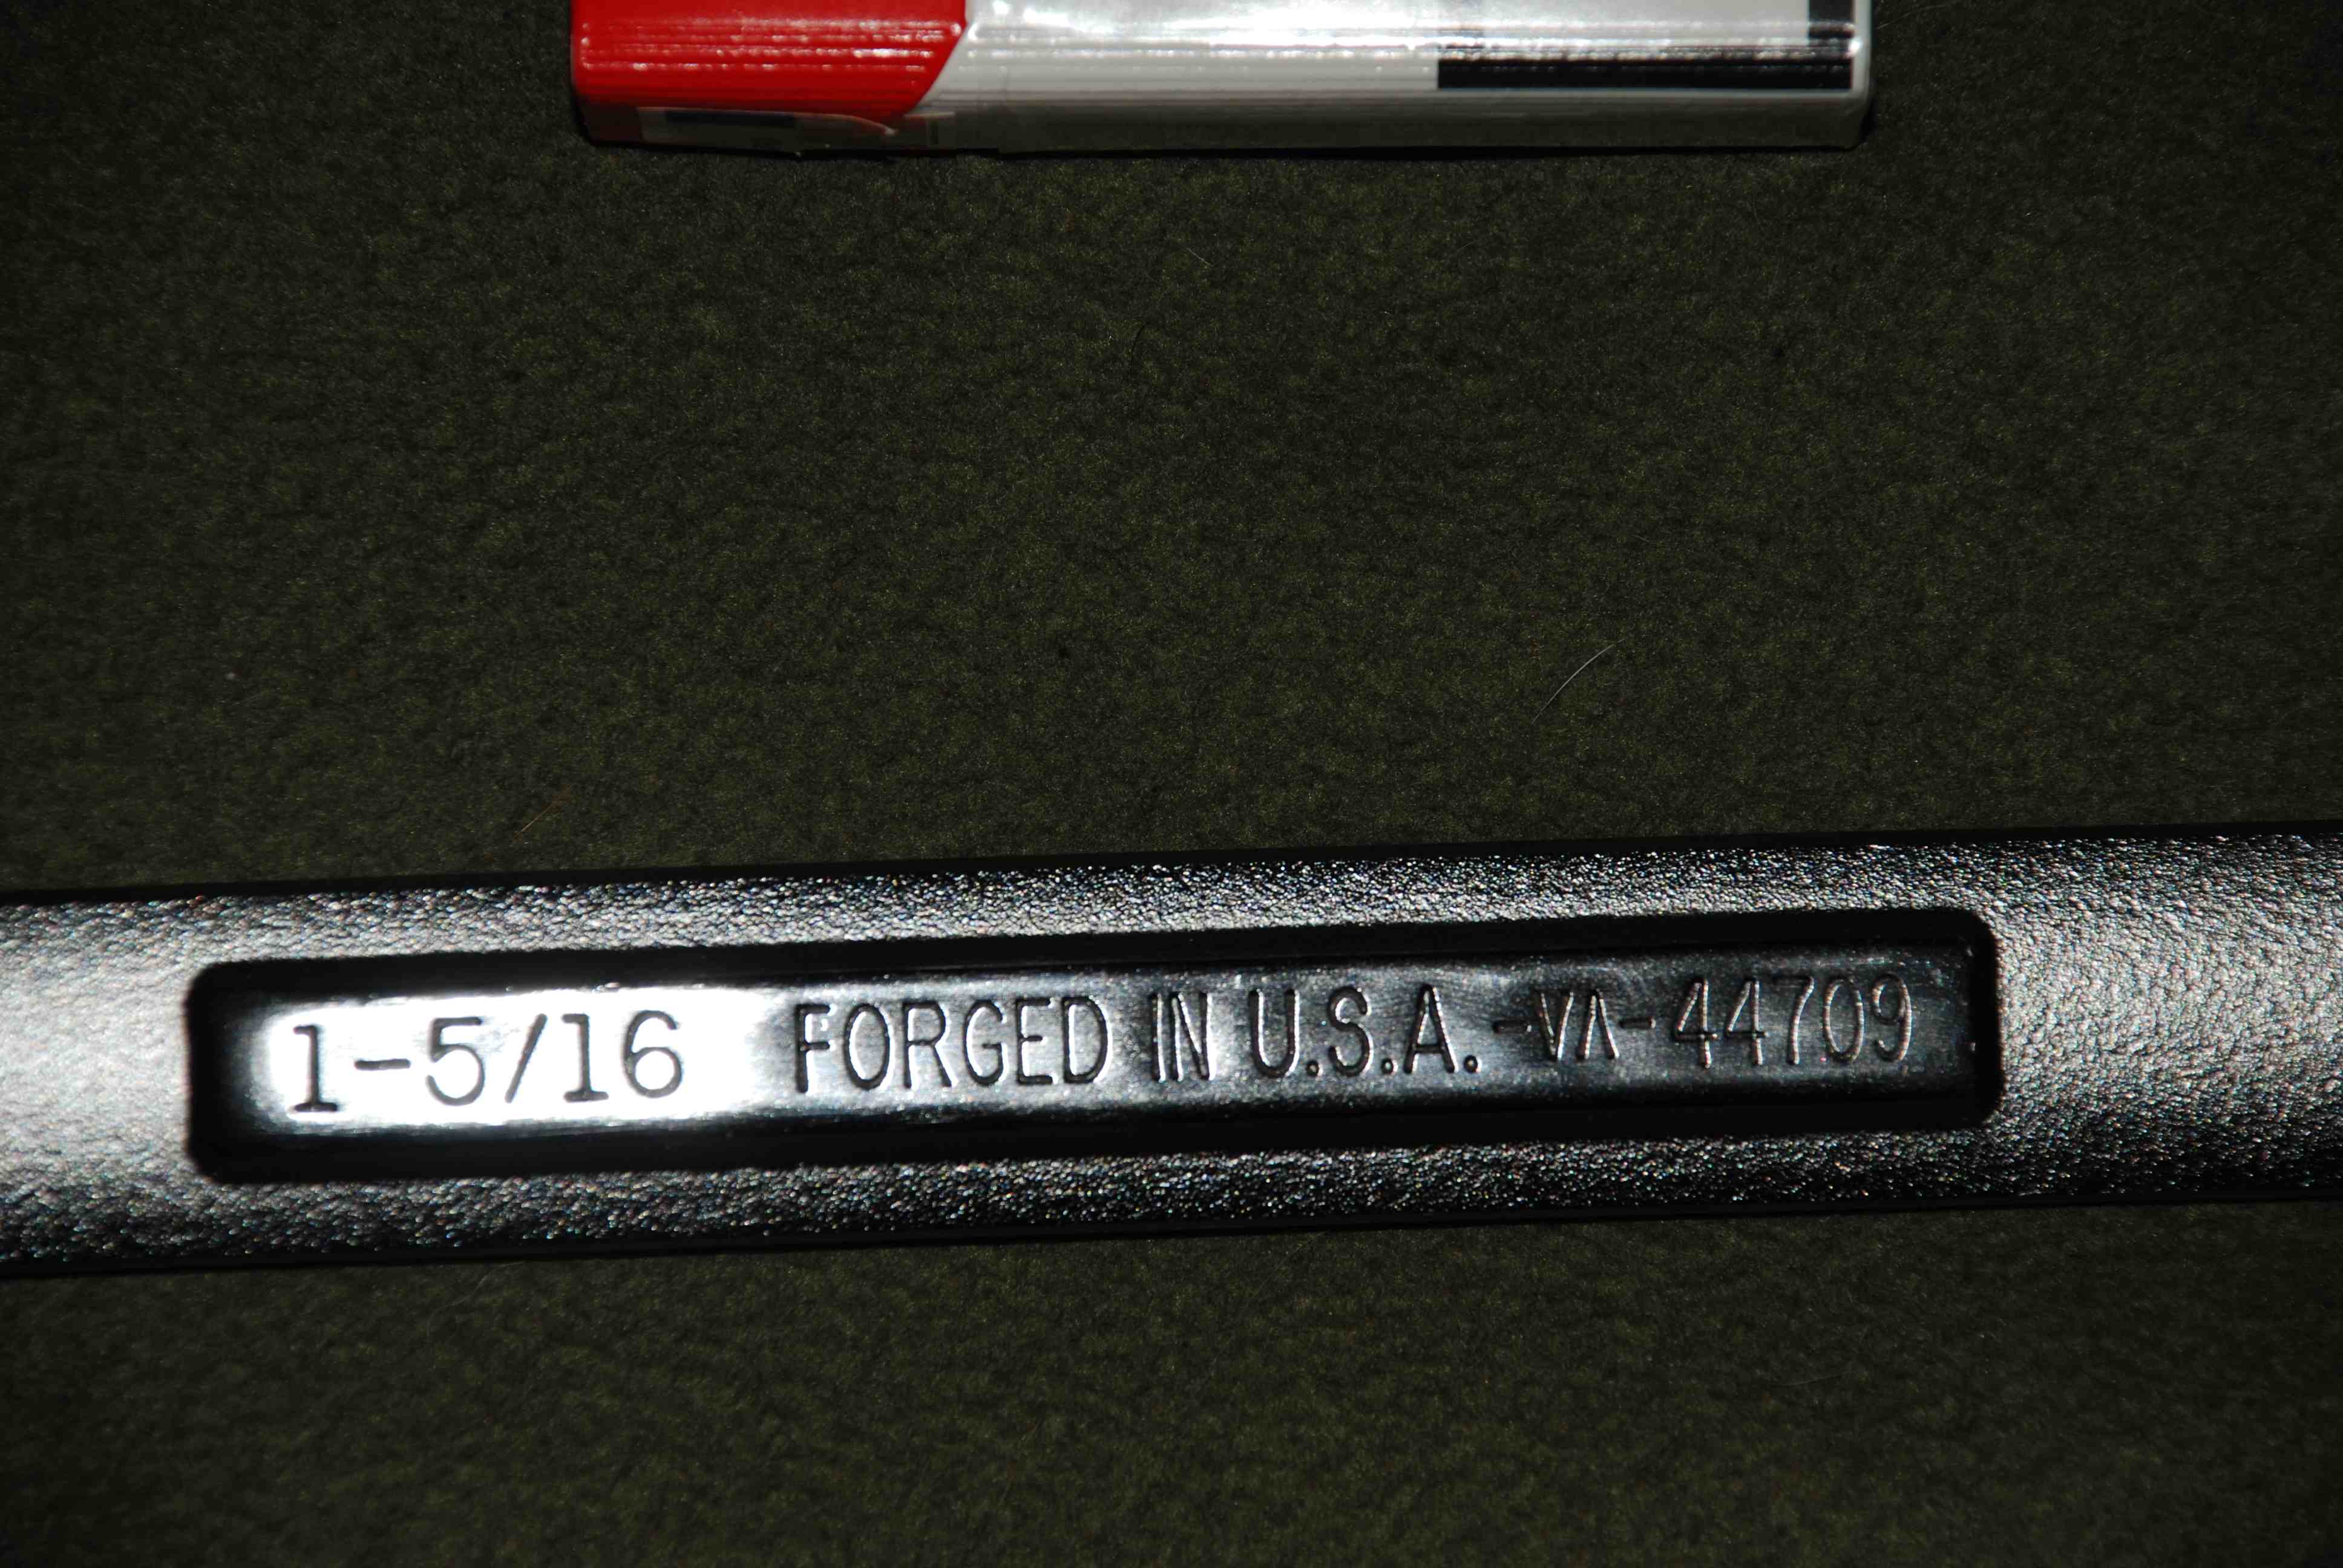 1-5/16 FORGED IN U.S.A. -VΛ- 44709